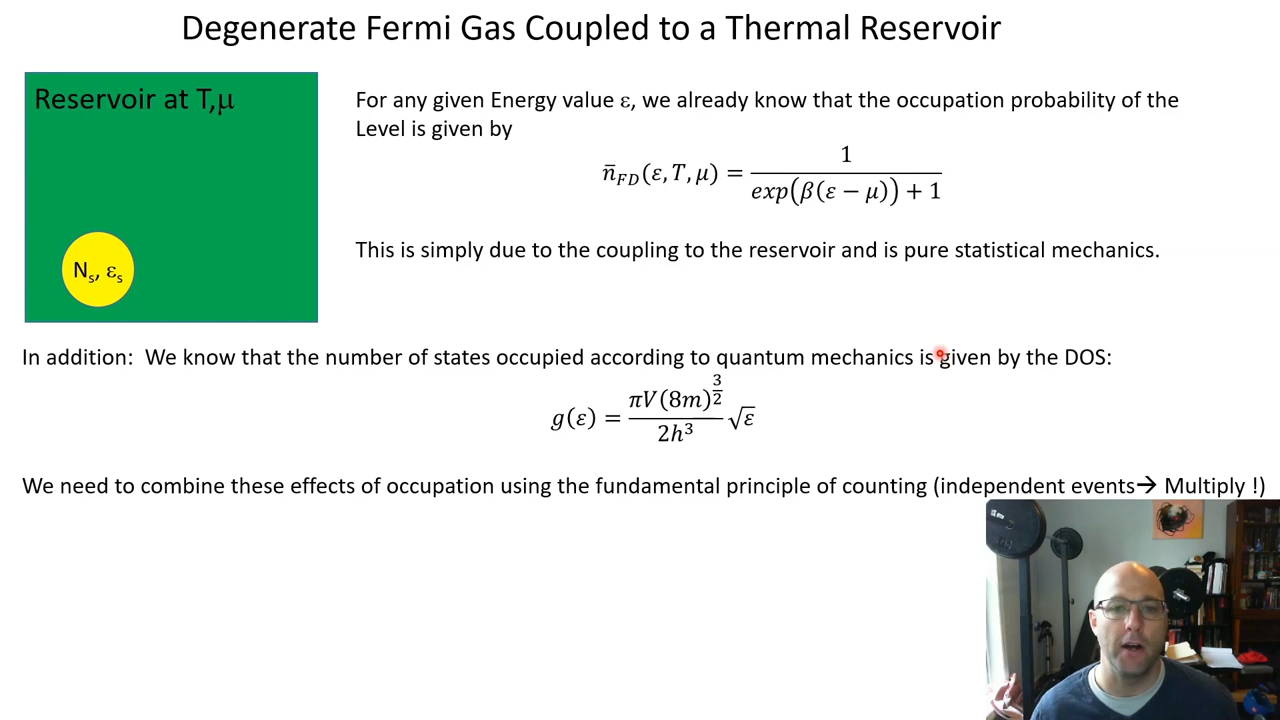 Degenerate Fermi Gas Coupled to a Thermal Reservoir
Reservoir at T,μ
N_s, ε_s
For any given Energy value ε, we already know that the occupation probability of the
Level is given by
n̄_FD(ε, T, μ) = 1 / (exp(β(ε − μ)) + 1)
This is simply due to the coupling to the reservoir and is pure statistical mechanics.
In addition: We know that the number of states occupied according to quantum mechanics is given by the DOS:
g(ε) = πV(8m)^(3/2) / 2h³ √ε
We need to combine these effects of occupation using the fundamental principle of counting (independent events→ Multiply !)